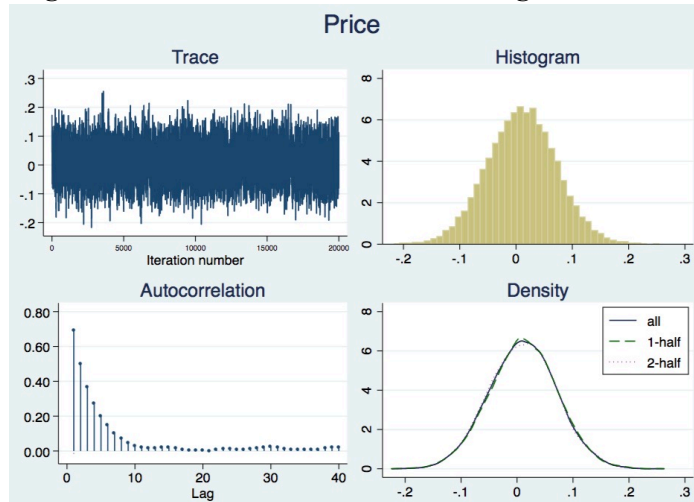 Price
Trace
.3
.2
.1
0
-.1
-.2
0 5000 10000 15000 20000
Iteration number
Histogram
8
6
4
2
0
-.2 -.1 0 .1 .2 .3
Autocorrelation
0.80
0.60
0.40
0.20
0.00
0 10 20 30 40
Lag
Density
8
6
4
2
0
all
1-half
2-half
-.2 -.1 0 .1 .2 .3